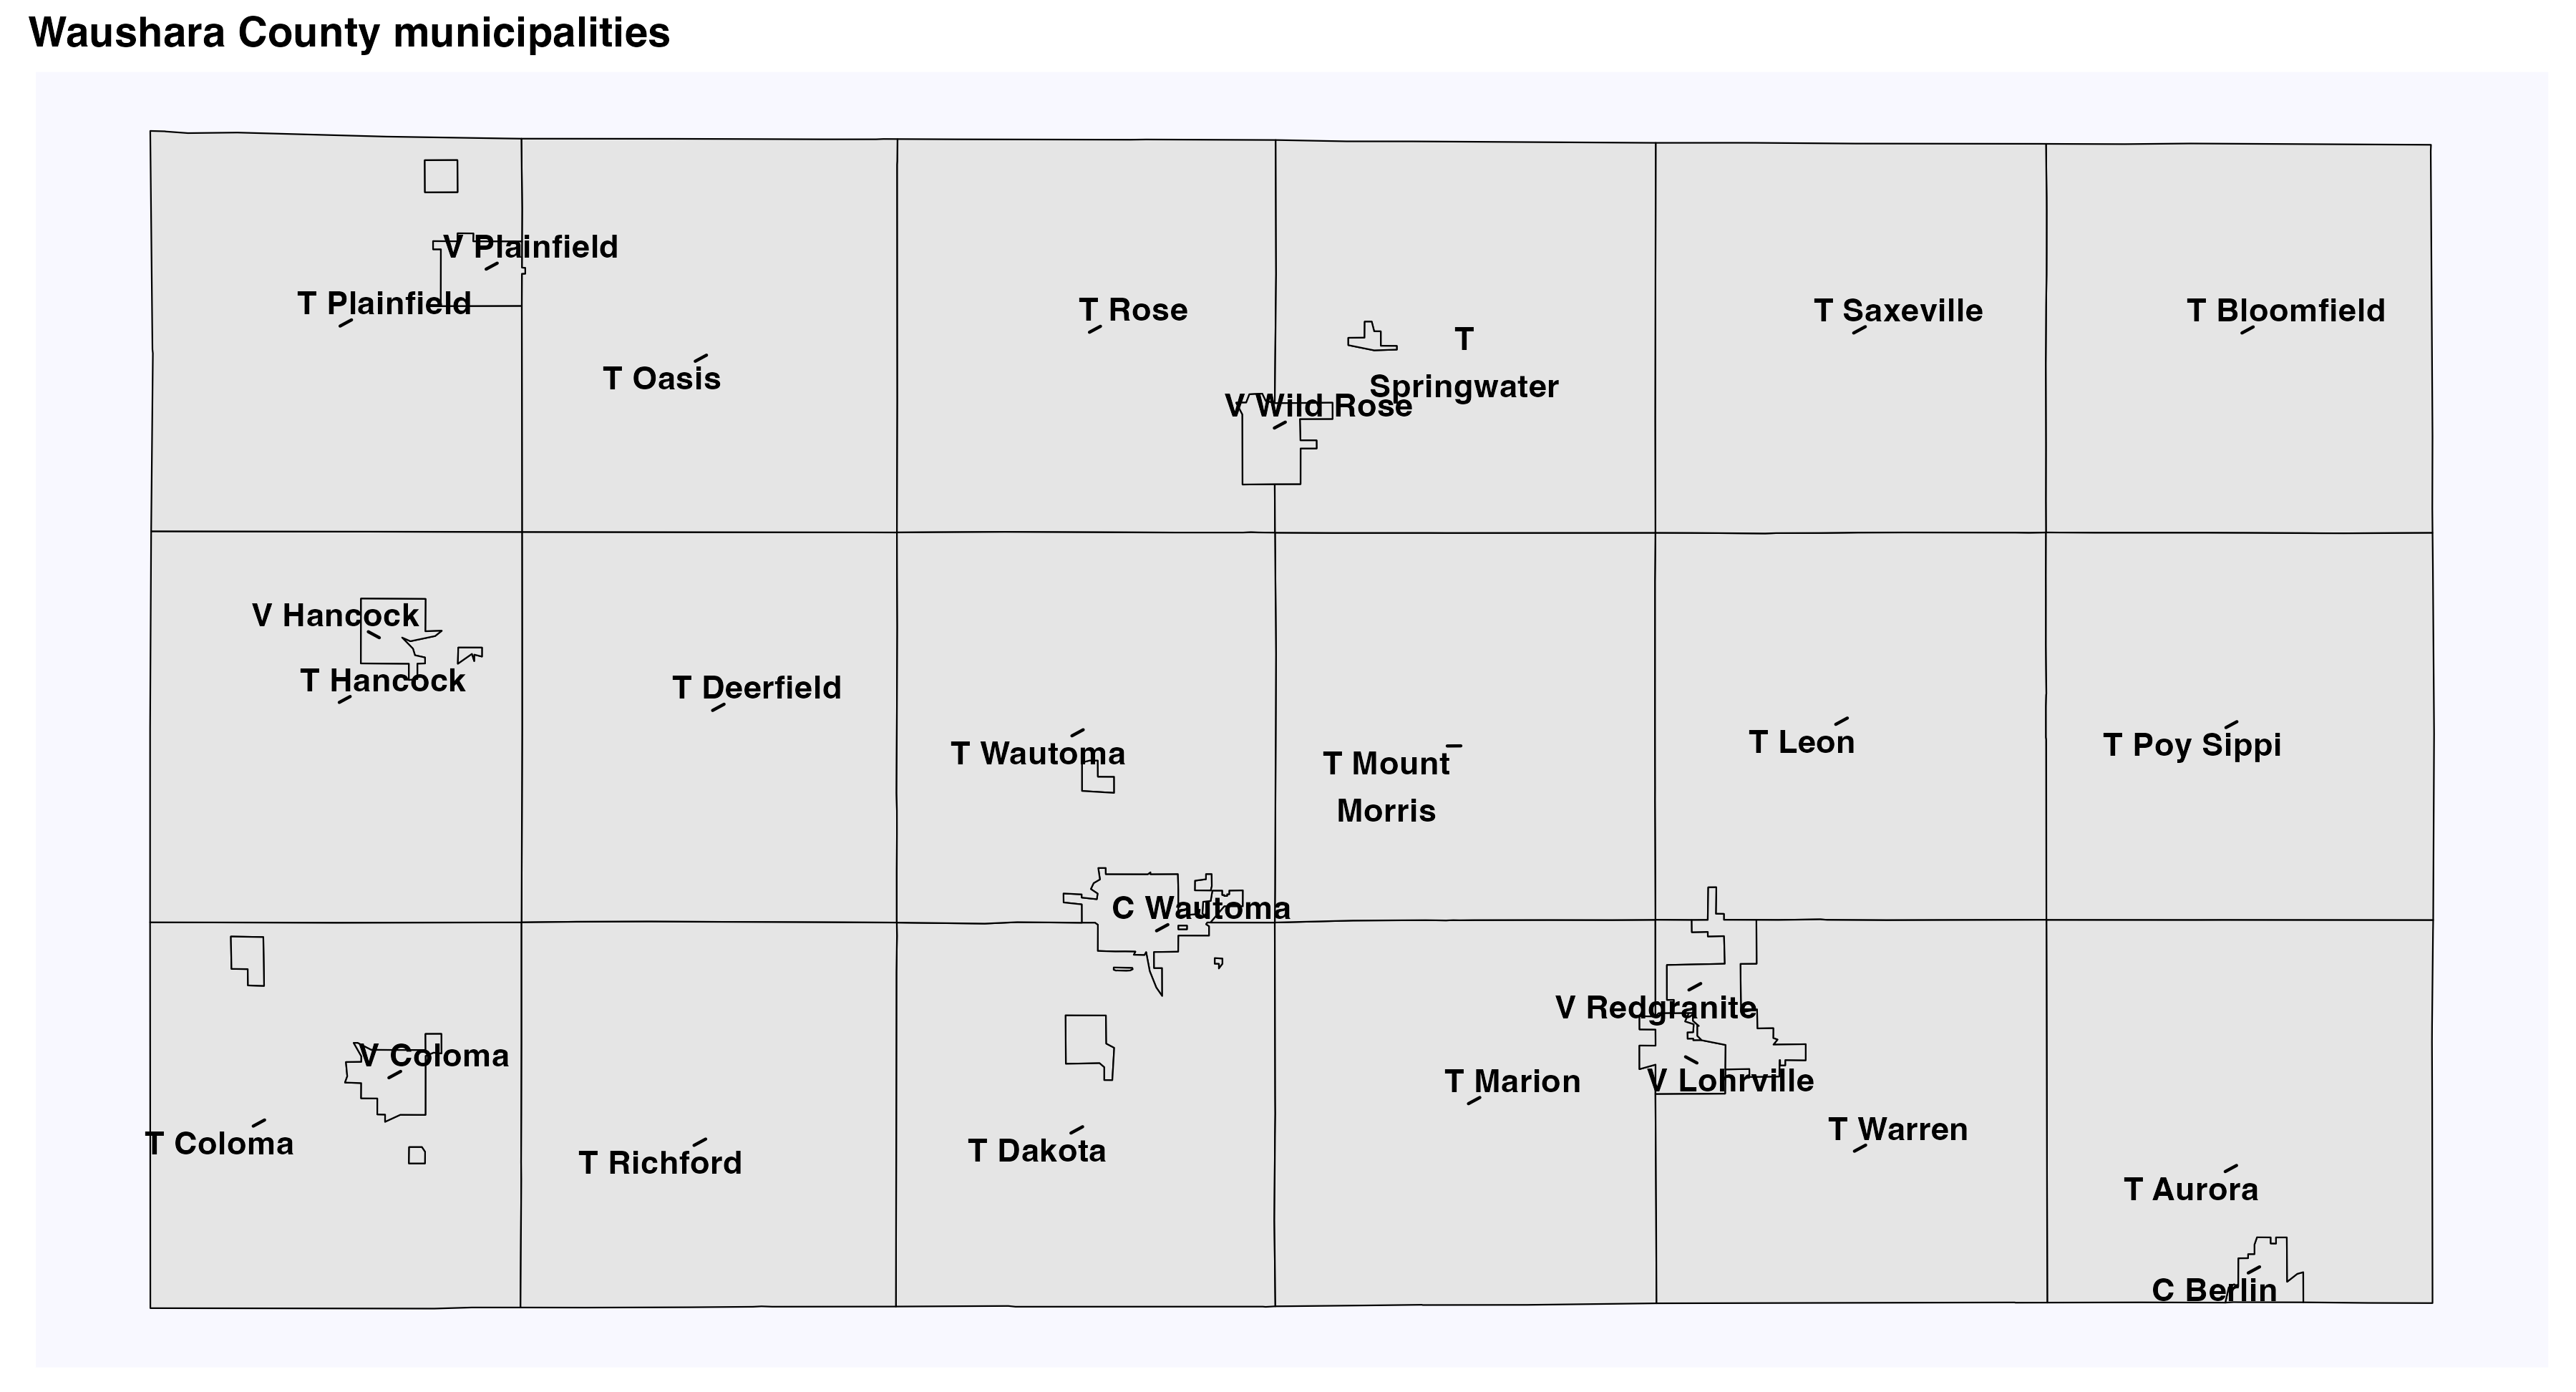 Waushara County municipalities
V Plainfield
T Plainfield
T Rose
T Saxeville
T Bloomfield
T
Springwater
T Oasis
V Wild Rose
V Hancock
T Hancock
T Deerfield
T Wautoma
T Mount
Morris
T Leon
T Poy Sippi
C Wautoma
V Redgranite
V Coloma
T Marion
V Lohrville
T Warren
T Coloma
T Richford
T Dakota
T Aurora
C Berlin